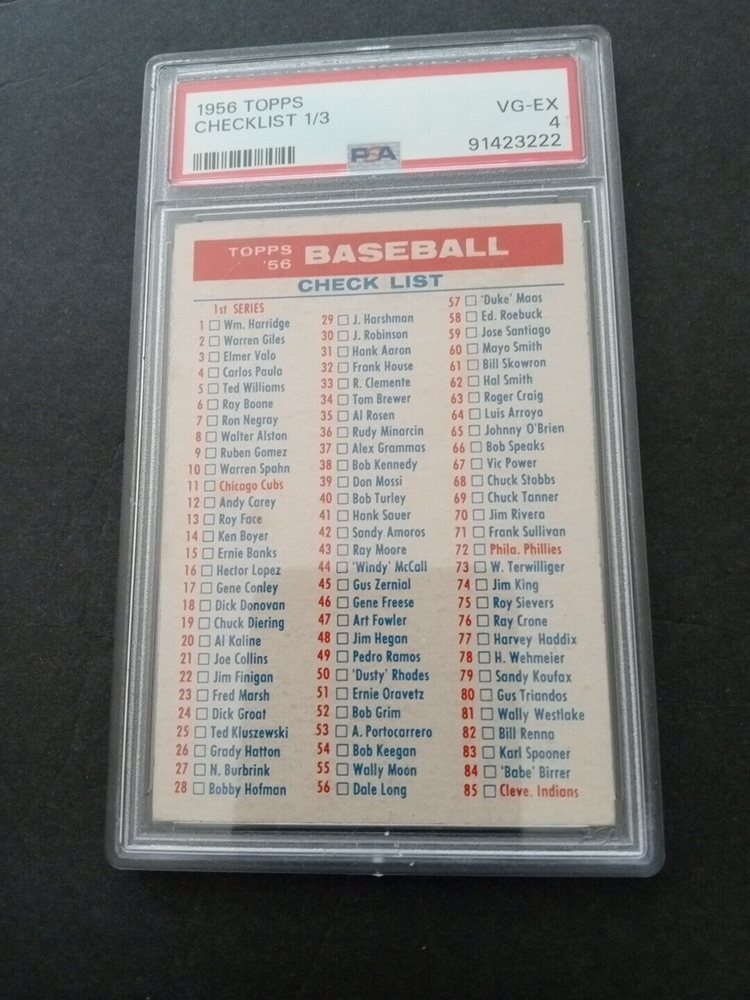 1956 TOPPS
CHECKLIST 1/3
VG-EX
4
91423222
PSA
TOPPS
'56
BASEBALL
CHECK LIST
1st SERIES
1 Wm. Harridge
2 Warren Giles
3 Elmer Valo
4 Carlos Paula
5 Ted Williams
6 Ray Boone
7 Ron Negray
8 Walter Alston
9 Ruben Gomez
10 Warren Spahn
11 Chicago Cubs
12 Andy Carey
13 Roy Face
14 Ken Boyer
15 Ernie Banks
16 Hector Lopez
17 Gene Conley
18 Dick Donovan
19 Chuck Diering
20 Al Kaline
21 Joe Collins
22 Jim Finigan
23 Fred Marsh
24 Dick Groat
25 Ted Kluszewski
26 Grady Hatton
27 N. Burbrink
28 Bobby Hofman
29 J. Harshman
30 J. Robinson
31 Hank Aaron
32 Frank House
33 R. Clemente
34 Tom Brewer
35 Al Rosen
36 Rudy Minarcin
37 Alex Grammas
38 Bob Kennedy
39 Don Mossi
40 Bob Turley
41 Hank Sauer
42 Sandy Amoros
43 Ray Moore
44 'Windy' McCall
45 Gus Zernial
46 Gene Freese
47 Art Fowler
48 Jim Hegan
49 Pedro Ramos
50 'Dusty' Rhodes
51 Ernie Oravetz
52 Bob Grim
53 A. Portocarrero
54 Bob Keegan
55 Wally Moon
56 Dale Long
57 'Duke' Maas
58 Ed. Roebuck
59 Jose Santiago
60 Mayo Smith
61 Bill Skowron
62 Hal Smith
63 Roger Craig
64 Luis Arroyo
65 Johnny O'Brien
66 Bob Speaks
67 Vic Power
68 Chuck Stobbs
69 Chuck Tanner
70 Jim Rivera
71 Frank Sullivan
72 Phila. Phillies
73 W. Terwilliger
74 Jim King
75 Roy Sievers
76 Ray Crone
77 Harvey Haddix
78 H. Wehmeier
79 Sandy Koufax
80 Gus Triandos
81 Wally Westlake
82 Bill Renna
83 Karl Spooner
84 'Babe' Birrer
85 Cleve. Indians